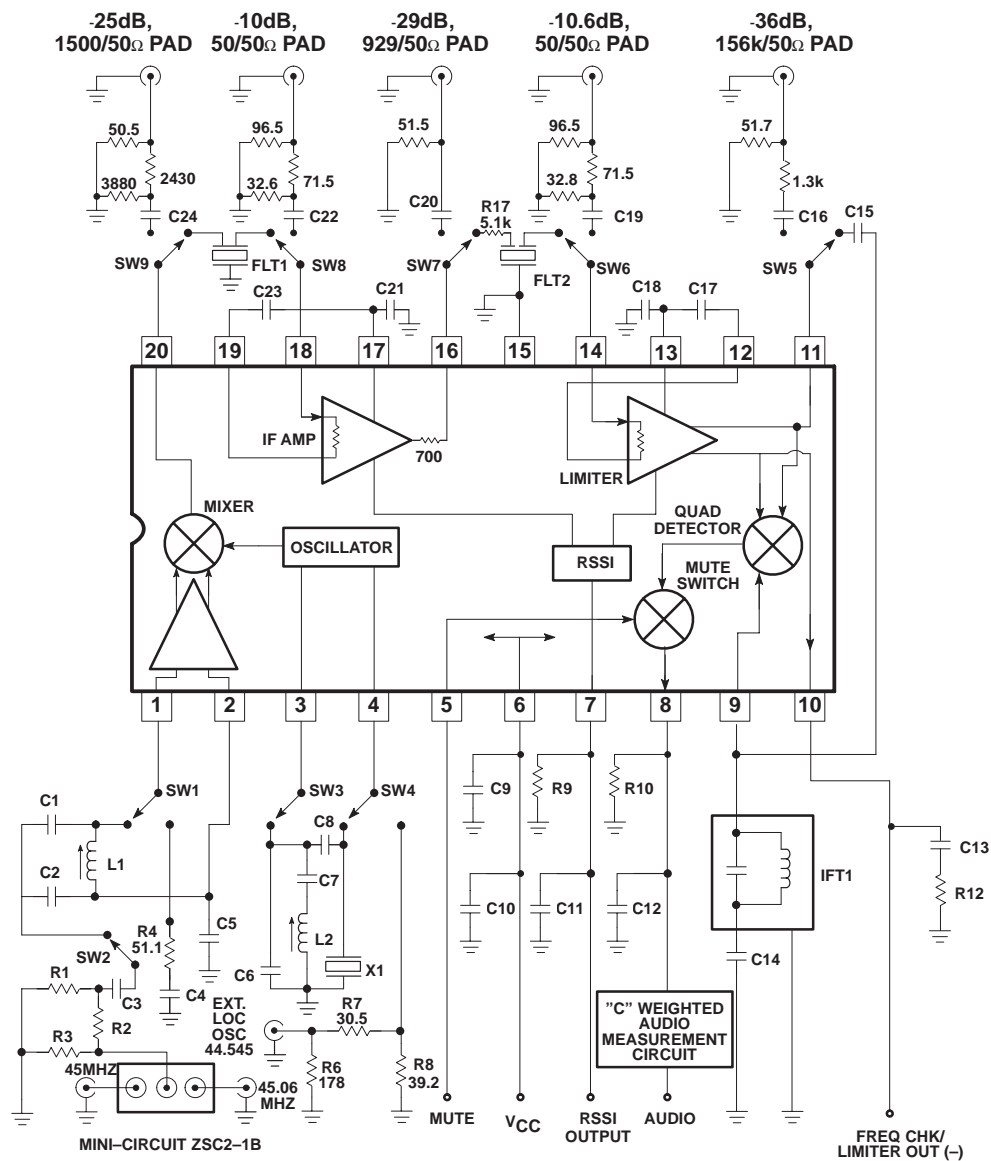 -25dB,
1500/50Ω PAD
-10dB,
50/50Ω PAD
-29dB,
929/50Ω PAD
-10.6dB,
50/50Ω PAD
-36dB,
156k/50Ω PAD
50.5
2430
3880
C24
96.5
71.5
32.6
C22
51.5
C20
R17
5.1k
96.5
71.5
32.8
C19
51.7
1.3k
C16
C15
SW9
FLT1
SW8
SW7
FLT2
SW6
SW5
C23
C21
C18
C17
20
19
18
17
16
15
14
13
12
11
IF AMP
700
LIMITER
MIXER
OSCILLATOR
RSSI
QUAD
DETECTOR
MUTE
SWITCH
1
2
3
4
5
6
7
8
9
10
SW1
C1
L1
C2
R4
51.1
C5
SW2
R1
C3
C4
R2
R3
45MHZ
45.06
MHZ
MINI–CIRCUIT ZSC2–1B
SW3
SW4
C8
C7
L2
C6
X1
EXT.
LOC
OSC
44.545
R7
30.5
R6
178
R8
39.2
C9
R9
R10
C10
C11
C12
IFT1
C13
R12
C14
"C" WEIGHTED
AUDIO
MEASUREMENT
CIRCUIT
MUTE
VCC
RSSI
OUTPUT
AUDIO
FREQ CHK/
LIMITER OUT (–)